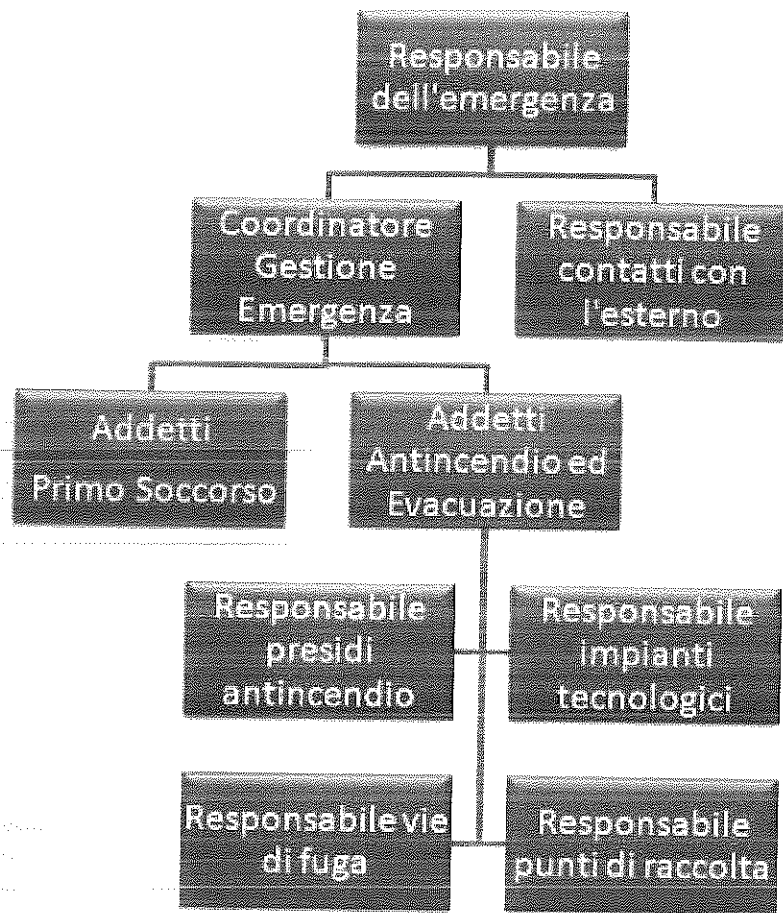 Responsabile
dell'emergenza
Coordinatore
Gestione
Emergenza
Responsabile
contatti con
l'esterno
Addetti
Primo Soccorso
Addetti
Antincendio ed
Evacuazione
Responsabile
presidi
antincendio
Responsabile
impianti
tecnologici
Responsabile vie
di fuga
Responsabile
punti di raccolta